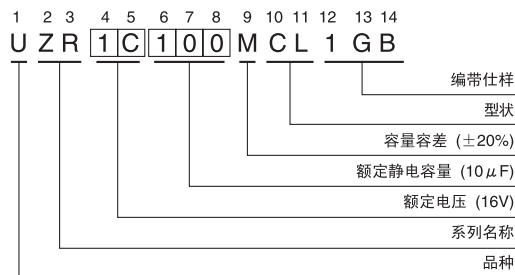 1 2 3 4 5 6 7 8 9 10 11 12 13 14
U Z R 1 C 1 0 0 M C L 1 G B
编带仕样
型状
容量容差 (±20%)
额定静电容量 (10μF)
额定电压 (16V)
系列名称
品种